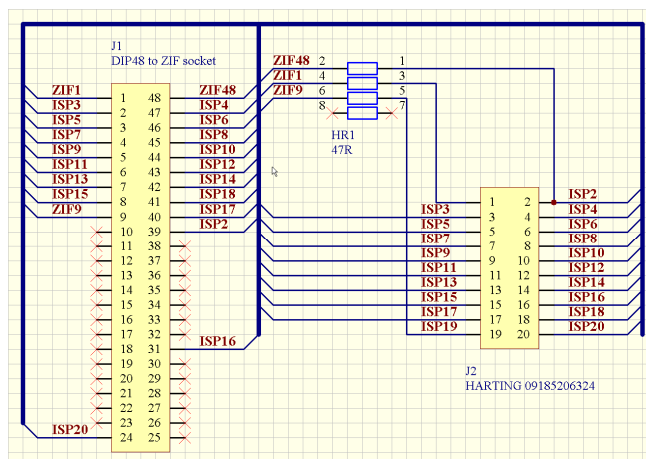 J1
DIP48 to ZIF socket
ZIF1 1 48 ZIF48
ISP3 2 47 ISP4
ISP5 3 46 ISP6
ISP7 4 45 ISP8
ISP9 5 44 ISP10
ISP11 6 43 ISP12
ISP13 7 42 ISP14
ISP15 8 41 ISP18
ZIF9 9 40 ISP17
10 39 ISP2
11 38
12 37
13 36
14 35
15 34
16 33
17 32
18 31 ISP16
19 30
20 29
21 28
22 27
23 26
ISP20 24 25
ZIF48 2 1
ZIF1 4 3
ZIF9 6 5
8 7
HR1
47R
1 2 ISP2
ISP3 3 4 ISP4
ISP5 5 6 ISP6
ISP7 7 8 ISP8
ISP9 9 10 ISP10
ISP11 11 12 ISP12
ISP13 13 14 ISP14
ISP15 15 16 ISP16
ISP17 17 18 ISP18
ISP19 19 20 ISP20
J2
HARTING 09185206324